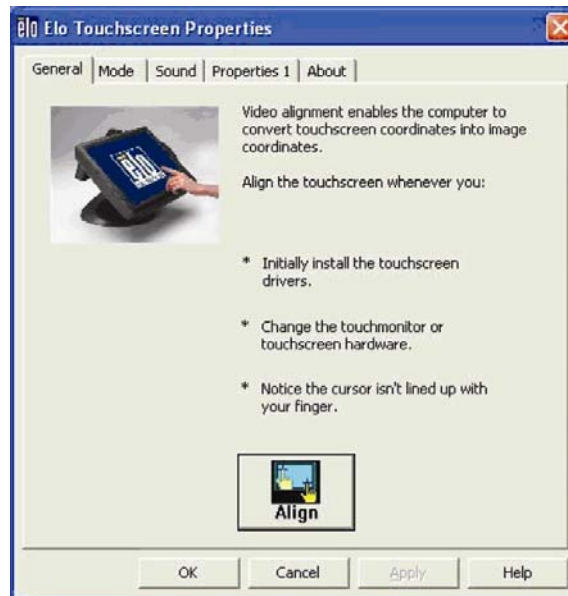 elo Elo Touchscreen Properties
General Mode Sound Properties 1 About
elo
Video alignment enables the computer to
convert touchscreen coordinates into image
coordinates.
Align the touchscreen whenever you:
* Initially install the touchscreen
drivers.
* Change the touchmonitor or
touchscreen hardware.
* Notice the cursor isn't lined up with
your finger.
Align
OK Cancel Apply Help